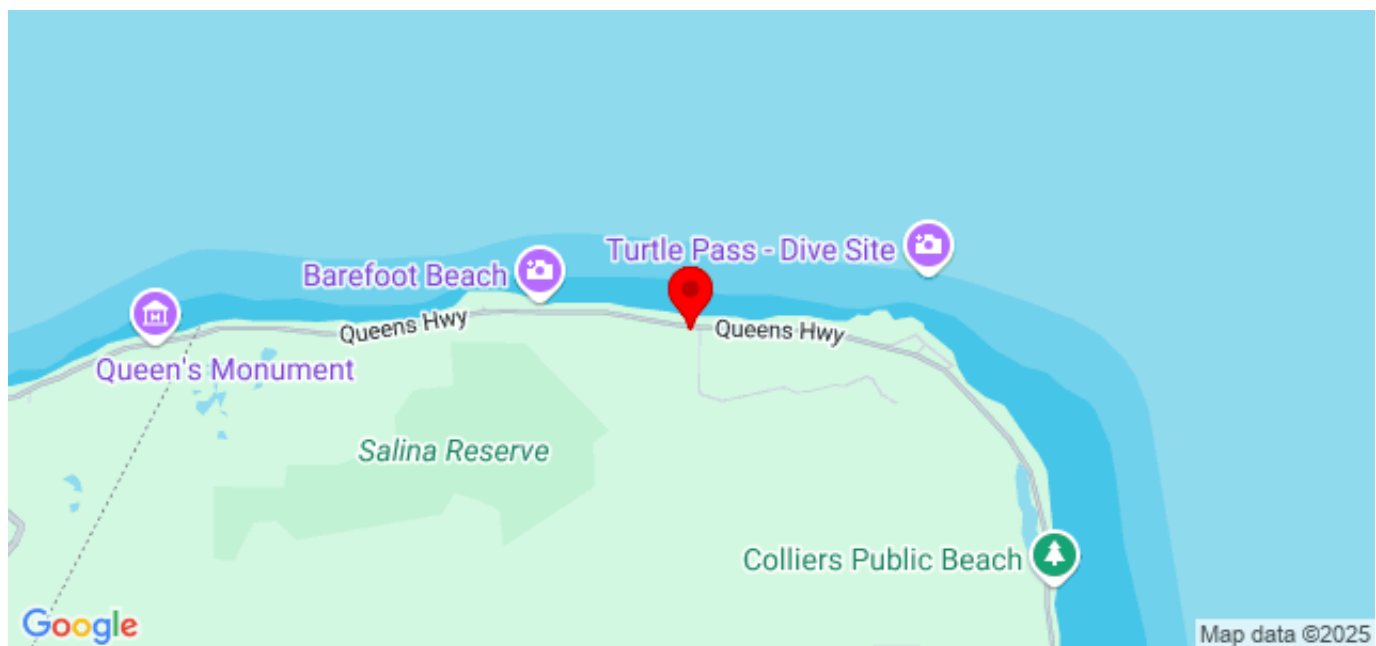 Turtle Pass - Dive Site
Barefoot Beach
Queens Hwy
Queens Hwy
Queen's Monument
Salina Reserve
Colliers Public Beach
Google
Map data ©2025